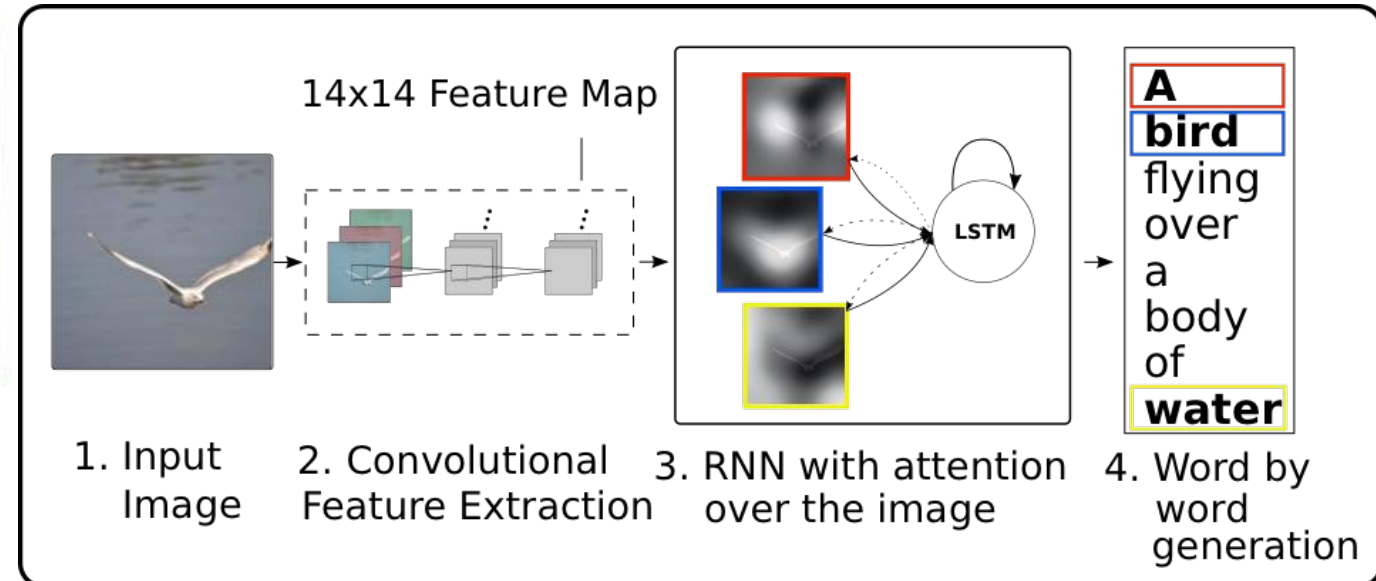 14x14 Feature Map
LSTM
A
bird
flying
over
a
body
of
water
1. Input
Image
2. Convolutional
Feature Extraction
3. RNN with attention
over the image
4. Word by
word
generation